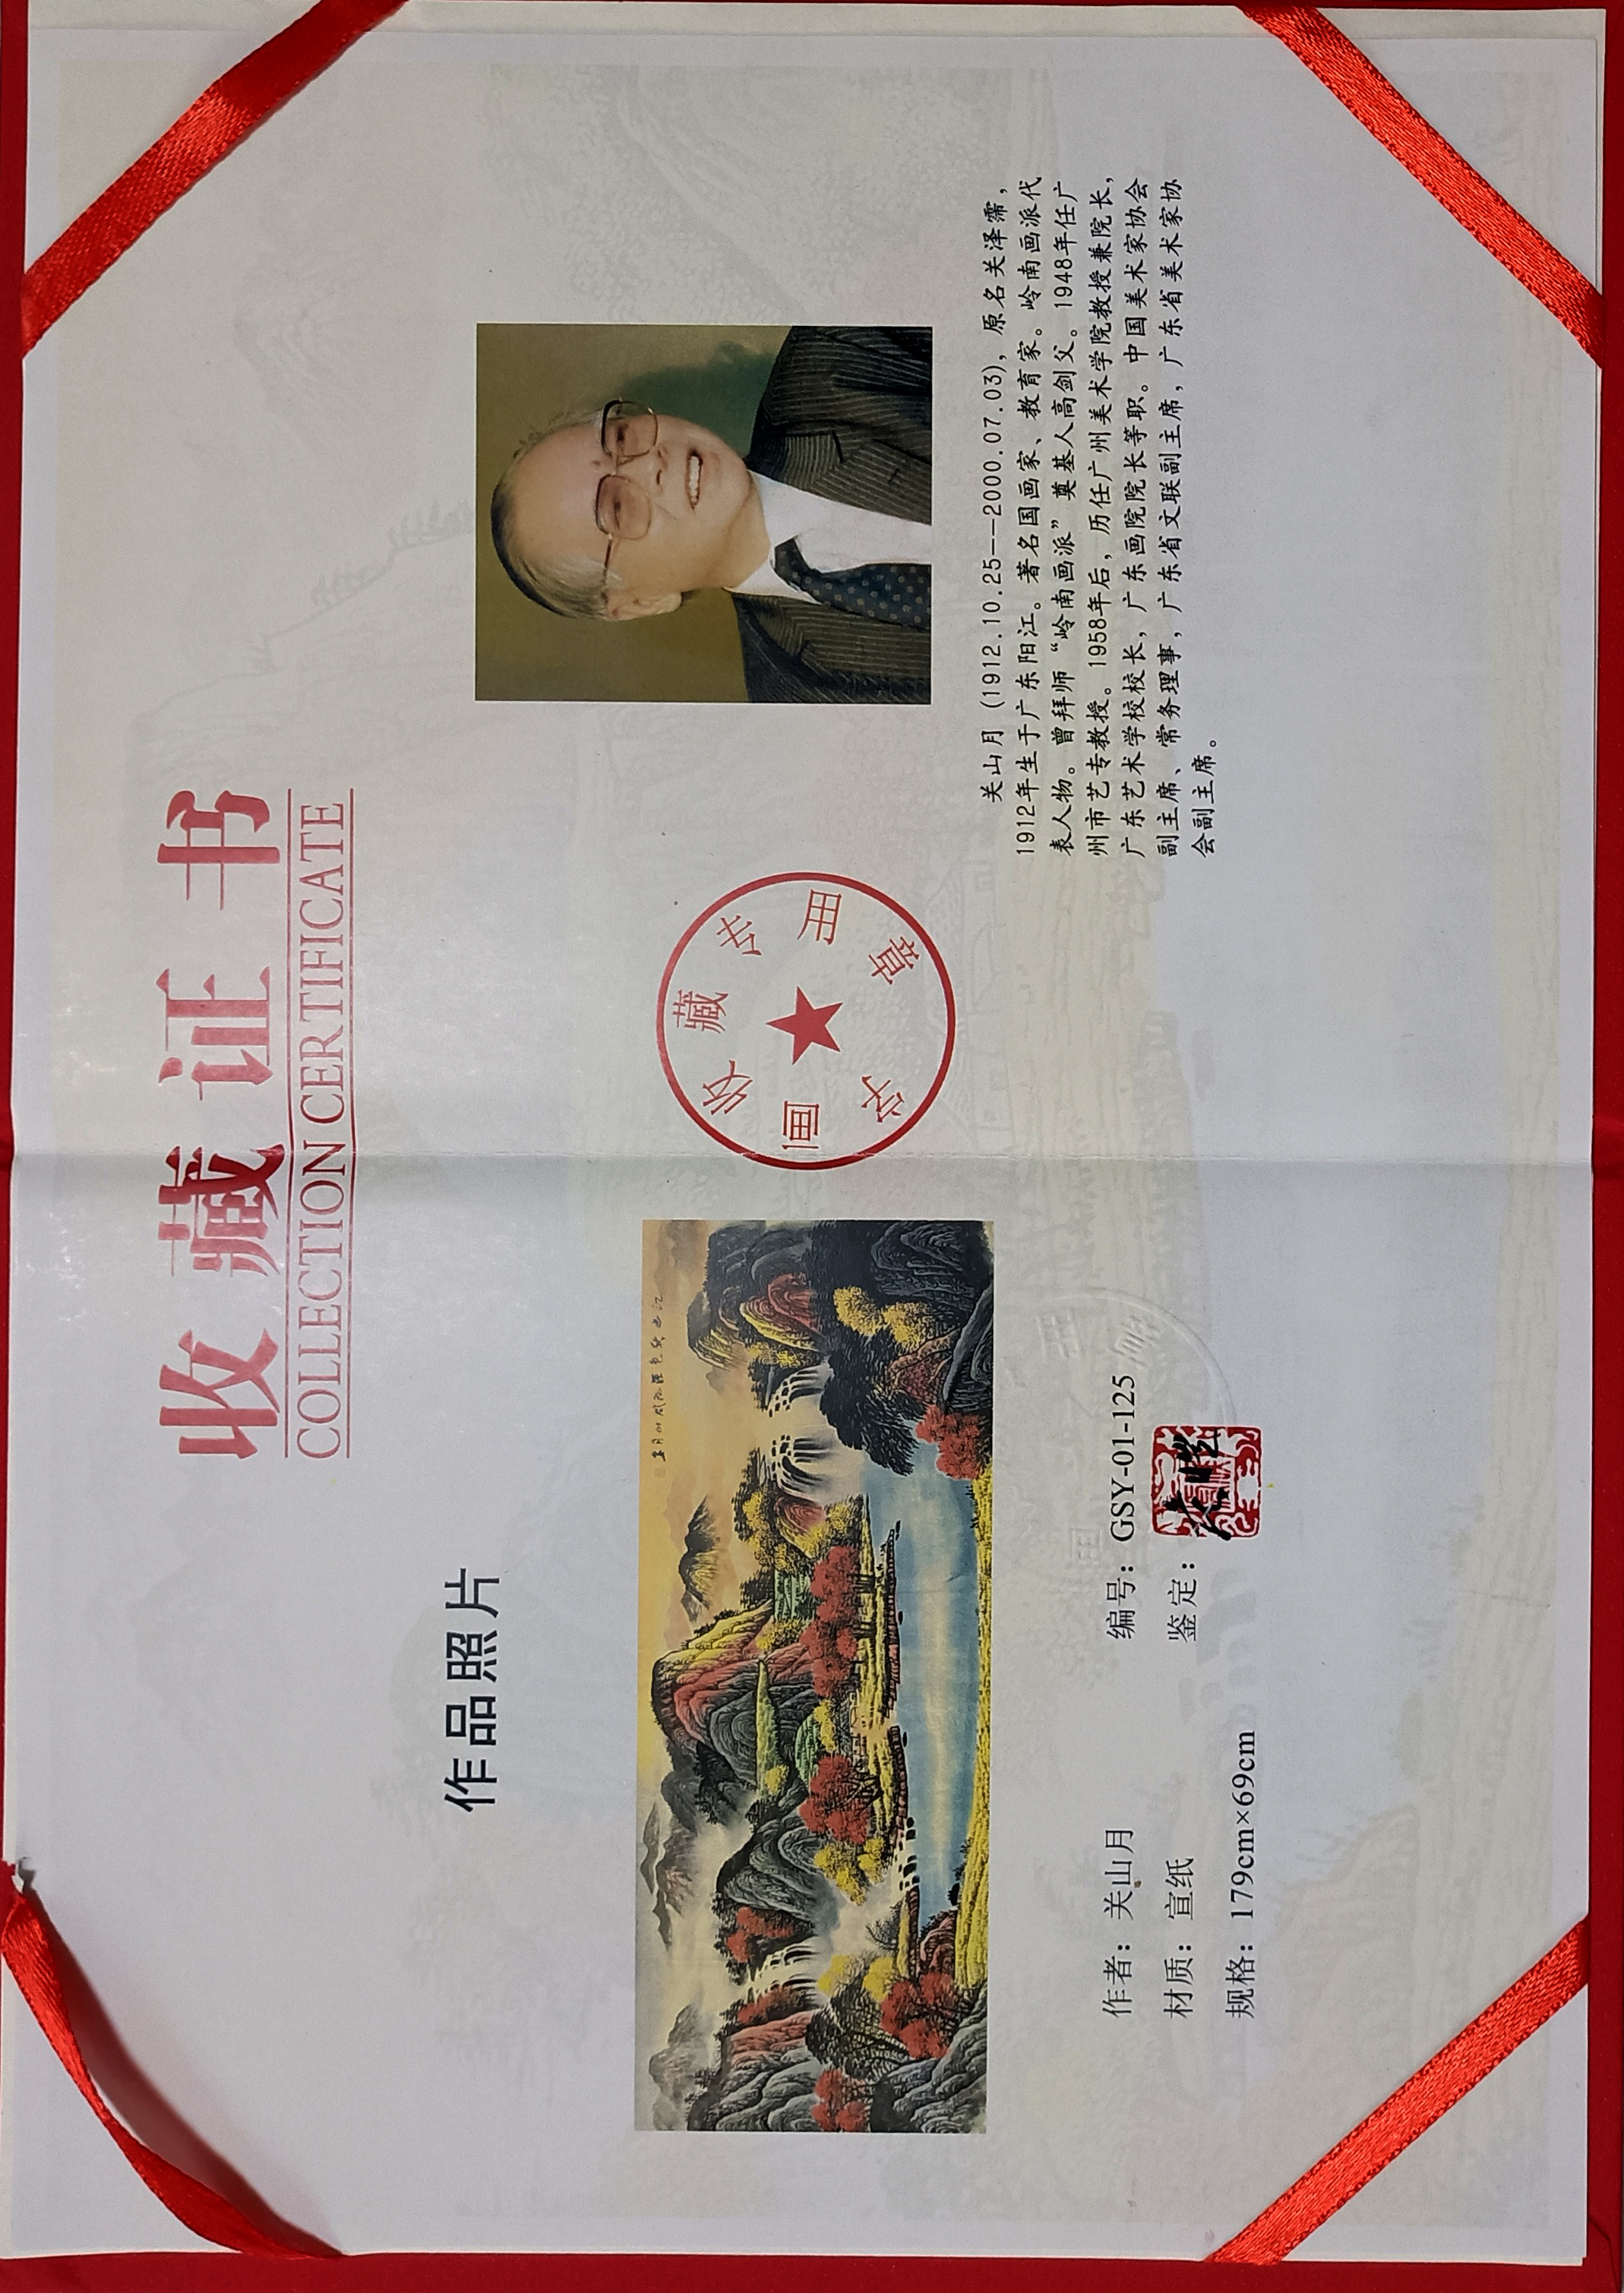 收藏证书
COLLECTION CERTIFICATE
作品照片
江山秋色
作者：关山月
材质：宣纸
规格：179cm×69cm
编号：GSY-01-125
鉴定：
字画收藏专用章
关山月（1912.10.25--2000.07.03），原名关泽霈，
1912年生于广东阳江。著名国画家、教育家。岭南画派代
表人物。曾拜师“岭南画派”奠基人高剑父。1948年任广
州市艺专教授。1958年后，历任广州美术学院教授兼院长，
广东艺术学校校长，广东画院院长等职。中国美术家协会
副主席、常务理事，广东省文联副主席，广东省美术家协
会副主席。